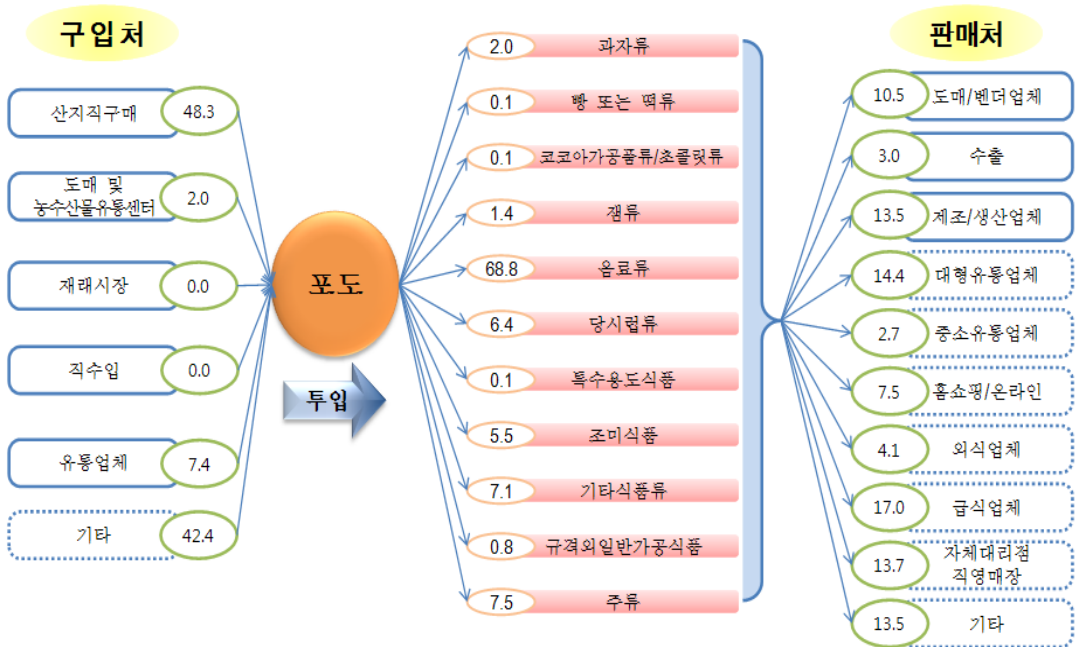 구입처
산지직구매
48.3
도매 및
농수산물유통센터
2.0
재래시장
0.0
직수입
0.0
유통업체
7.4
기타
42.4
포도
투입
2.0
과자류
0.1
빵 또는 떡류
0.1
코코아가공품류/초콜릿류
1.4
잼류
68.8
음료류
6.4
당시럽류
0.1
특수용도식품
5.5
조미식품
7.1
기타식품류
0.8
규격외일반가공식품
7.5
주류
판매처
10.5
도매/벤더업체
3.0
수출
13.5
제조/생산업체
14.4
대형유통업체
2.7
중소유통업체
7.5
홈쇼핑/온라인
4.1
외식업체
17.0
급식업체
13.7
자체대리점
직영매장
13.5
기타